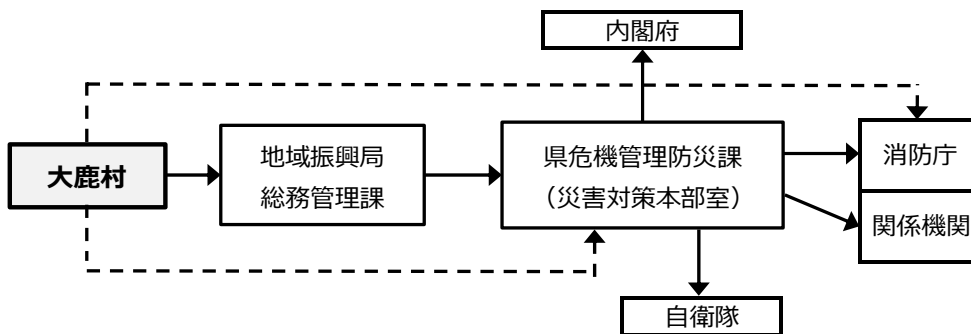 内閣府
大鹿村
地域振興局
総務管理課
県危機管理防災課
（災害対策本部室）
消防庁
関係機関
自衛隊